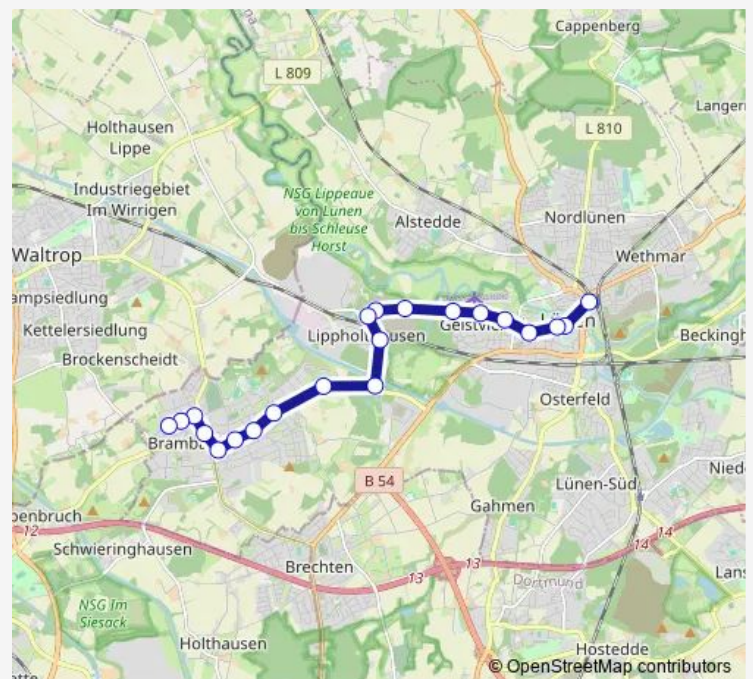 Cappenberg
L 809
Langer
Holthausen
Lippe
L 810
Industriegebiet
Im Wirrigen
NSG Lippeaue
von Lünen
bis Schleuse
Horst
Alstedde
Nordlünen
Waltrop
Wethmar
ampsiedlung
Kettelersiedlung
Brockenscheidt
Beckingh
Osterfeld
B 54
Lünen-Süd
Nied
Gahmen
penbruch
12
Schwieringhausen
14
14
13
13
Brechten
Dortmund
Lans
NSG Im
Siesack
Holthausen
Hostedde
© OpenStreetMap contributors